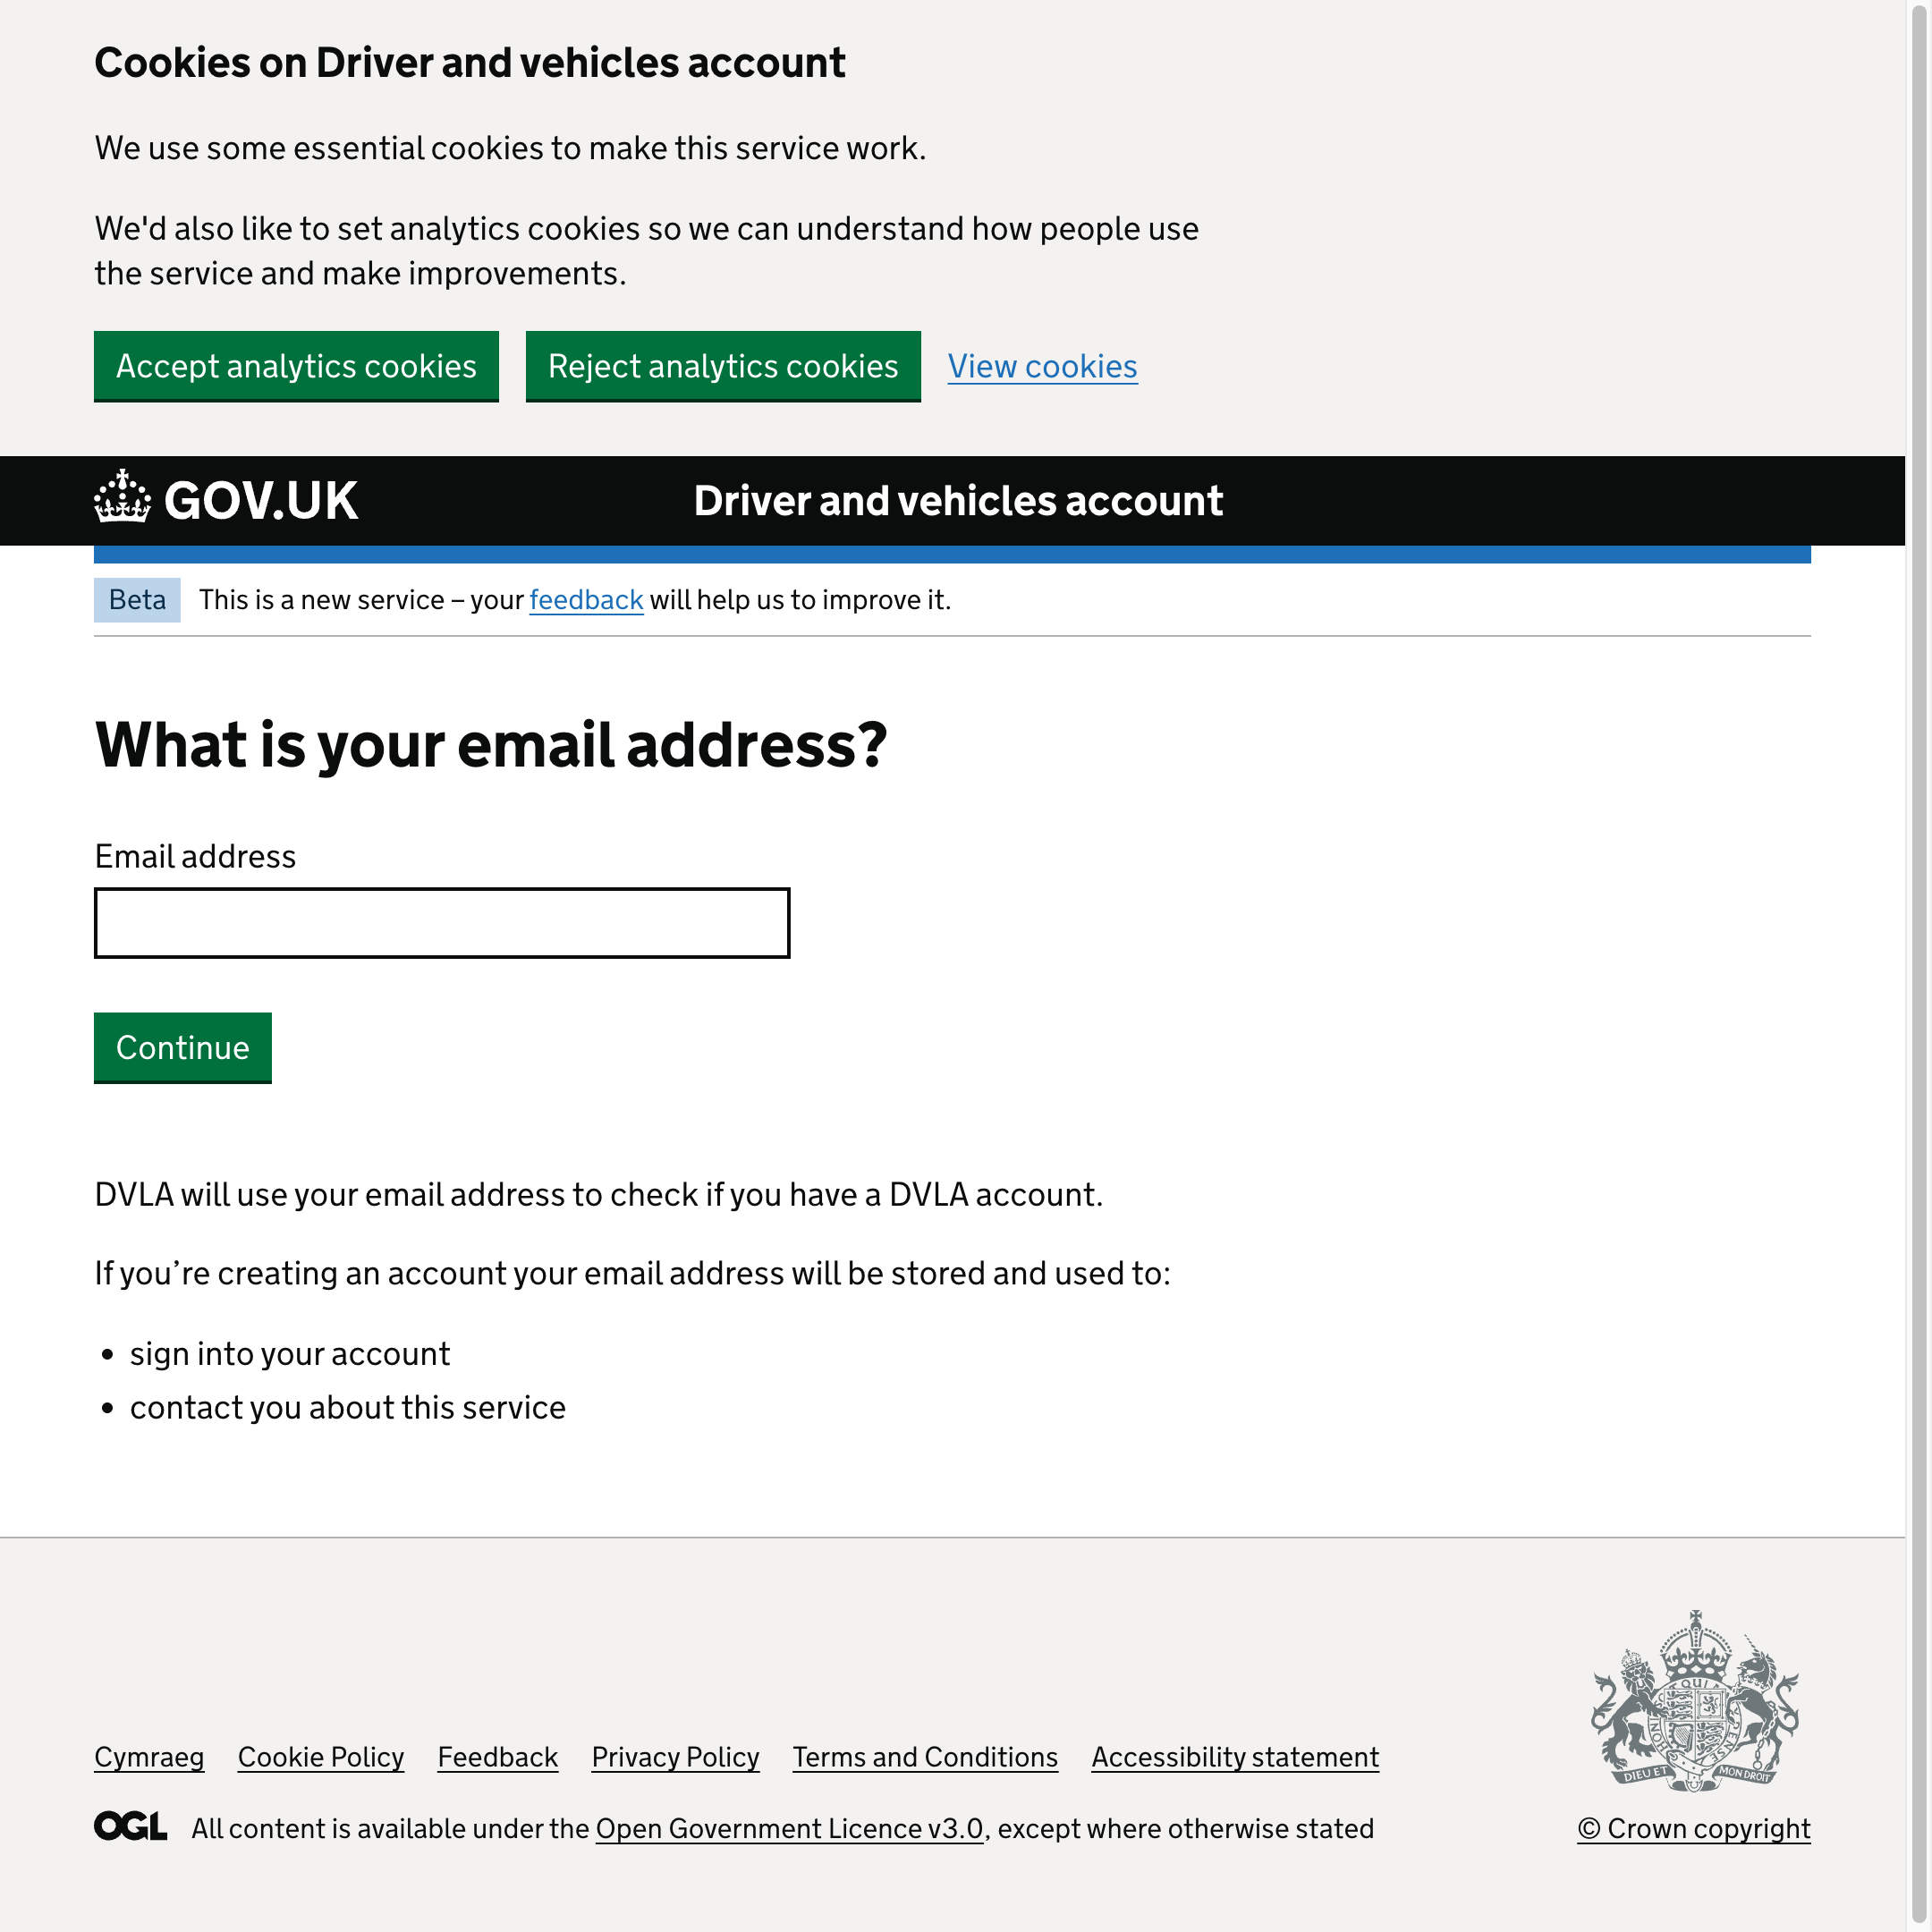 Cookies on Driver and vehicles account
We use some essential cookies to make this service work.
We'd also like to set analytics cookies so we can understand how people use
the service and make improvements.
Accept analytics cookies
Reject analytics cookies
View cookies
GOV.UK
Driver and vehicles account
Beta
This is a new service – your feedback will help us to improve it.
What is your email address?
Email address
Continue
DVLA will use your email address to check if you have a DVLA account.
If you’re creating an account your email address will be stored and used to:
• sign into your account
• contact you about this service
Cymraeg
Cookie Policy
Feedback
Privacy Policy
Terms and Conditions
Accessibility statement
DIEU ET MON DROIT
OGL
All content is available under the Open Government Licence v3.0, except where otherwise stated
© Crown copyright